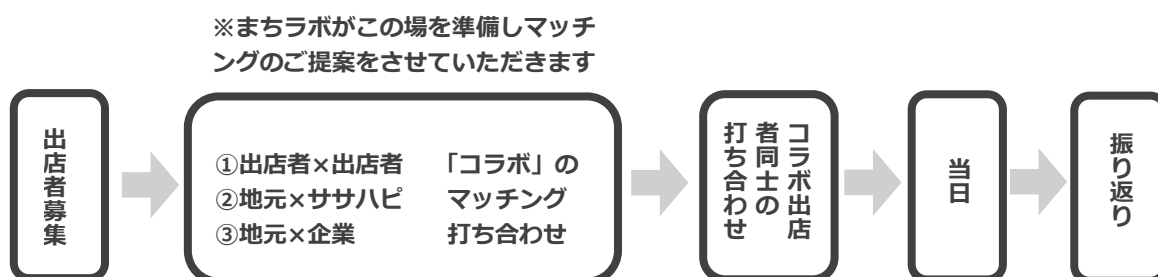 ※まちラボがこの場を準備しマッチ
ングのご提案をさせていただきます
出店者募集
①出店者×出店者　「コラボ」の
②地元×ササハピ　マッチング
③地元×企業　打ち合わせ
コラボ出店
者同士の
打ち合わせ
当日
振り返り